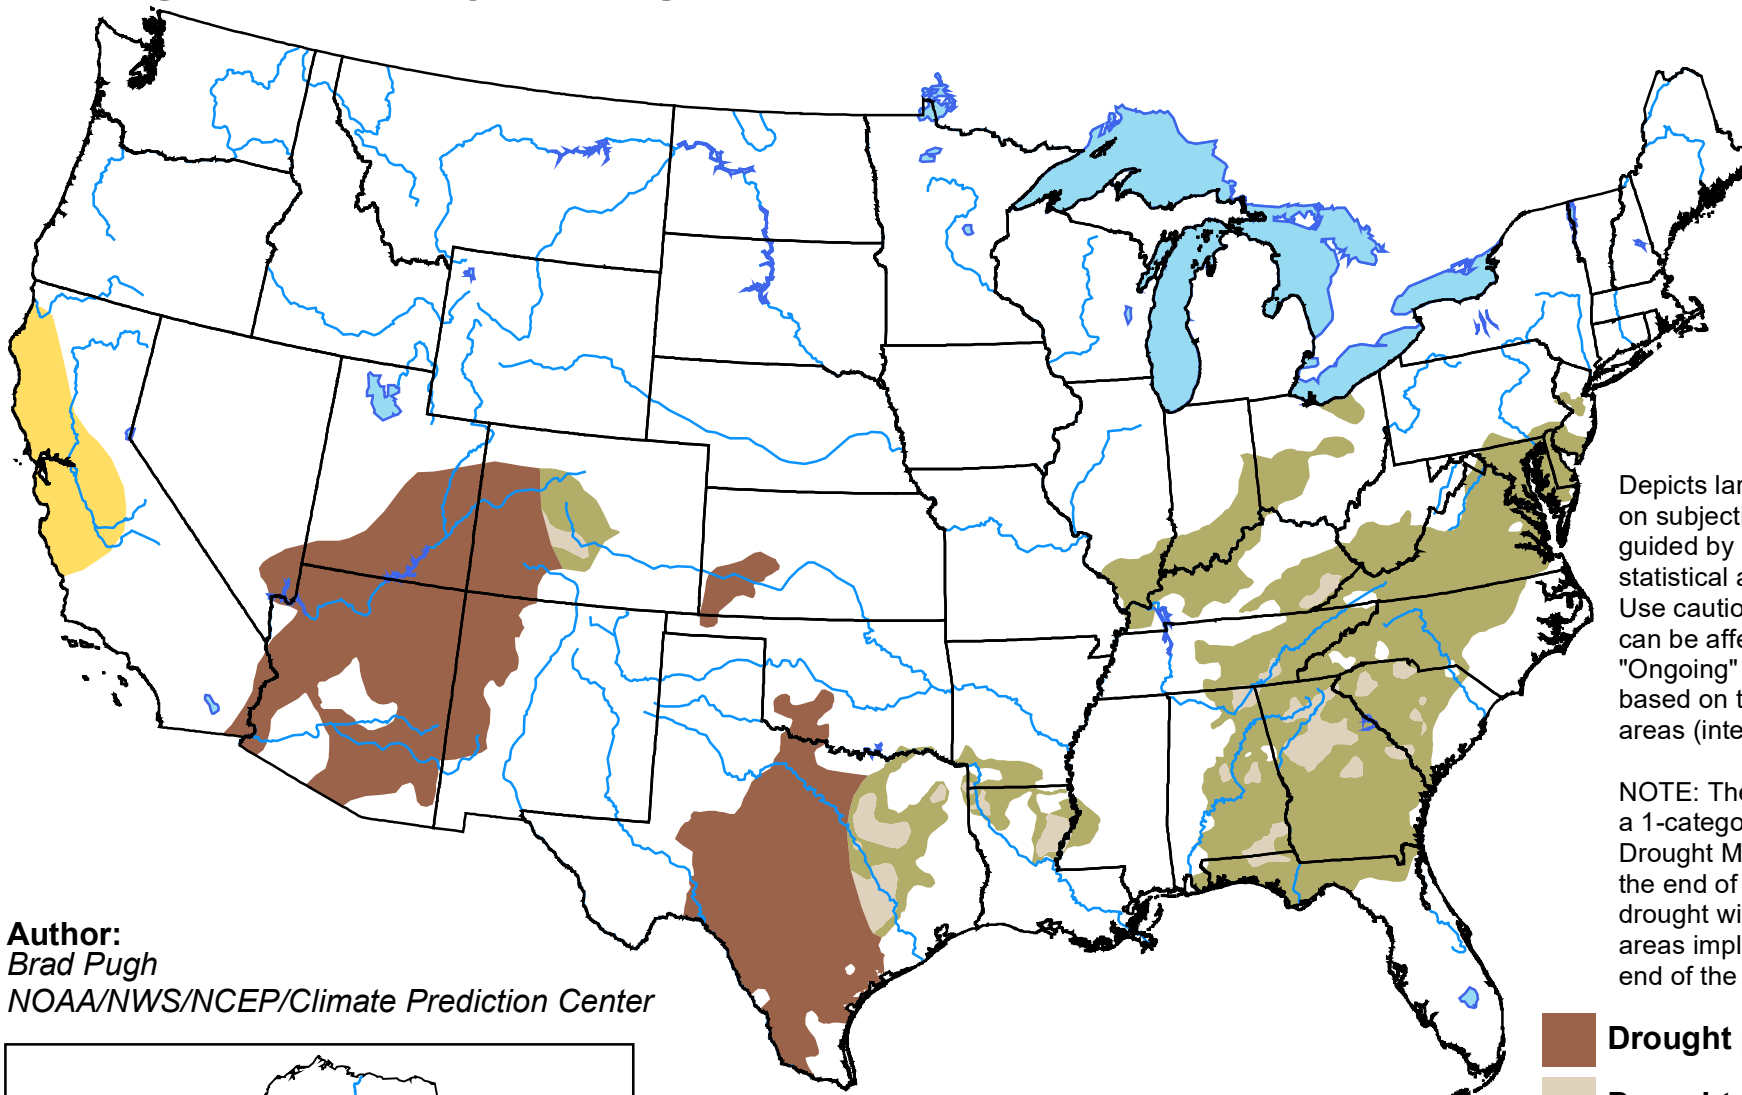 Depicts lar
on subjecti
guided by
statistical a
Use cautio
can be affe
"Ongoing"
based on t
areas (inte
NOTE: The
a 1-catego
Drought M
the end of
drought wi
areas impl
end of the
Author:
Brad Pugh
NOAA/NWS/NCEP/Climate Prediction Center
Drought